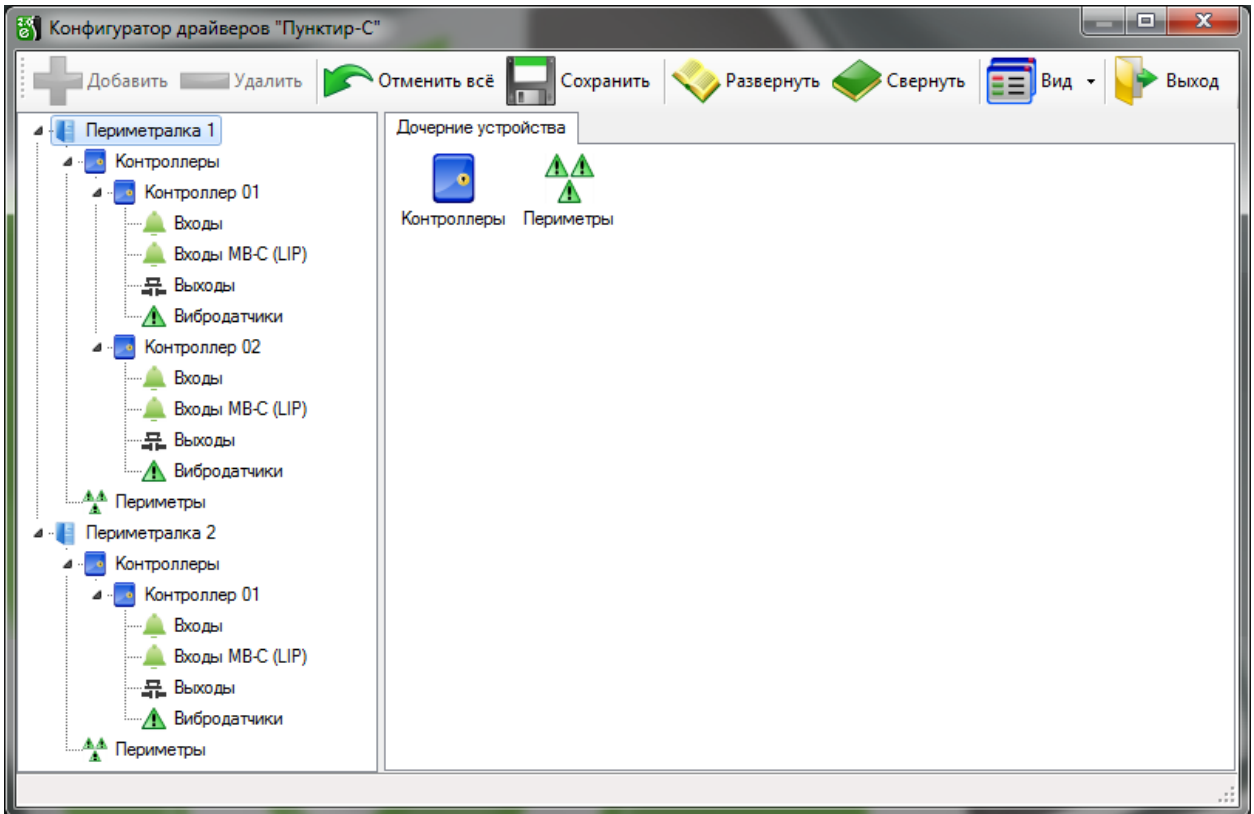 Конфигуратор драйверов "Пунктир-С"
Добавить Удалить Отменить всё Сохранить Развернуть Свернуть Вид Выход
Периметралка 1
Контроллеры
Контроллер 01
Входы
Входы МВ-С (LIP)
Выходы
Вибродатчики
Контроллер 02
Входы
Входы МВ-С (LIP)
Выходы
Вибродатчики
Периметры
Периметралка 2
Контроллеры
Контроллер 01
Входы
Входы МВ-С (LIP)
Выходы
Вибродатчики
Периметры
Дочерние устройства
Контроллеры Периметры